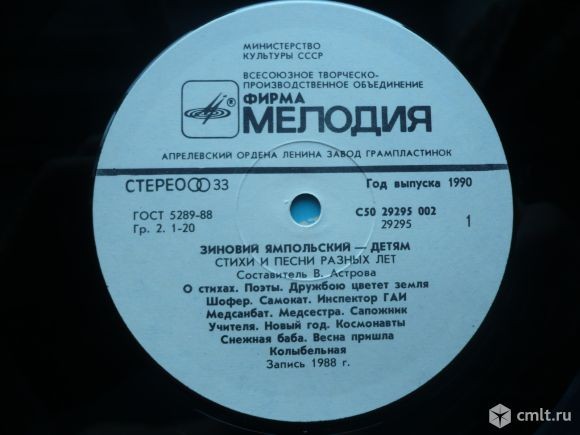 МИНИСТЕРСТВО
КУЛЬТУРЫ СССР
ВСЕСОЮЗНОЕ ТВОРЧЕСКО-
ПРОИЗВОДСТВЕННОЕ ОБЪЕДИНЕНИЕ
ФИРМА
® МЕЛОДИЯ
АПРЕЛЕВСКИЙ ОРДЕНА ЛЕНИНА ЗАВОД ГРАМПЛАСТИНОК
СТЕРЕО 33
Год выпуска 1990
ГОСТ 5289-88
Гр. 2. 1-20
С50 29295 002
29295
1
ЗИНОВИЙ ЯМПОЛЬСКИЙ — ДЕТЯМ
СТИХИ И ПЕСНИ РАЗНЫХ ЛЕТ
Составитель В. Астрова
О стихах. Поэты. Дружбою цветет земля
Шофер. Самокат. Инспектор ГАИ
Медсанбат. Медсестра. Сапожник
Учителя. Новый год. Космонавты
Снежная баба. Весна пришла
Колыбельная
Запись 1988 г.
cmlt.ru